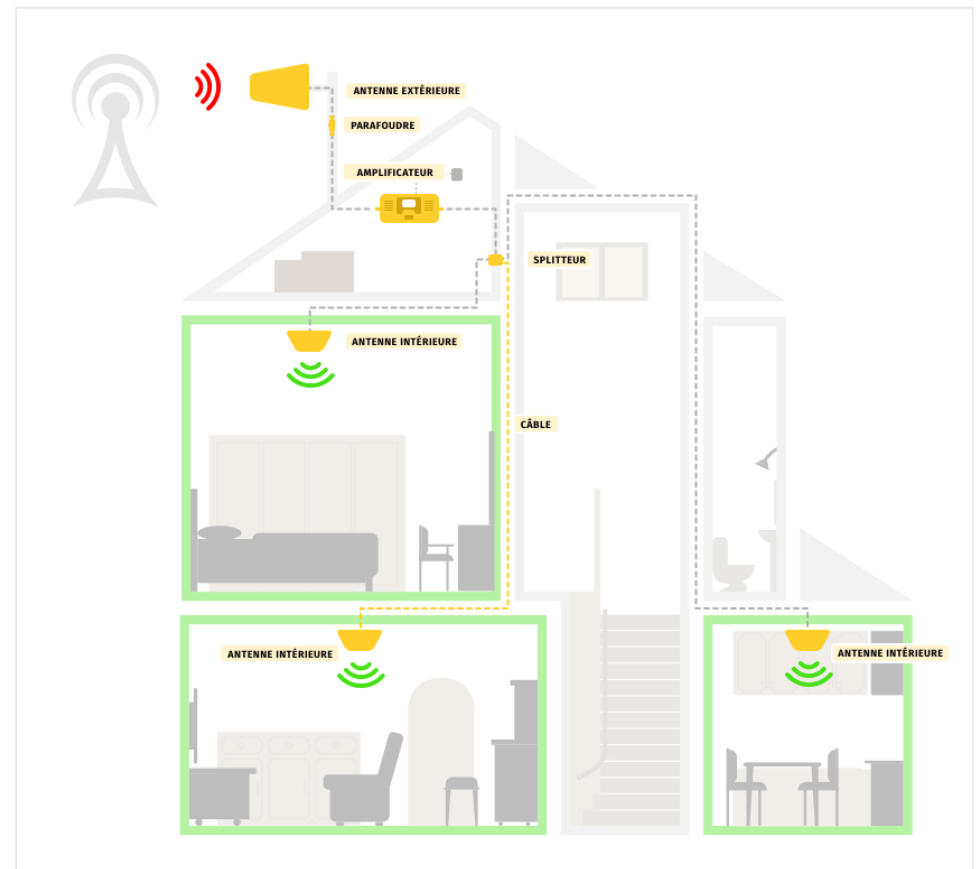 ANTENNE EXTÉRIEURE
PARAFOUDRE
AMPLIFICATEUR
SPLITTEUR
ANTENNE INTÉRIEURE
CÂBLE
ANTENNE INTÉRIEURE
ANTENNE INTÉRIEURE